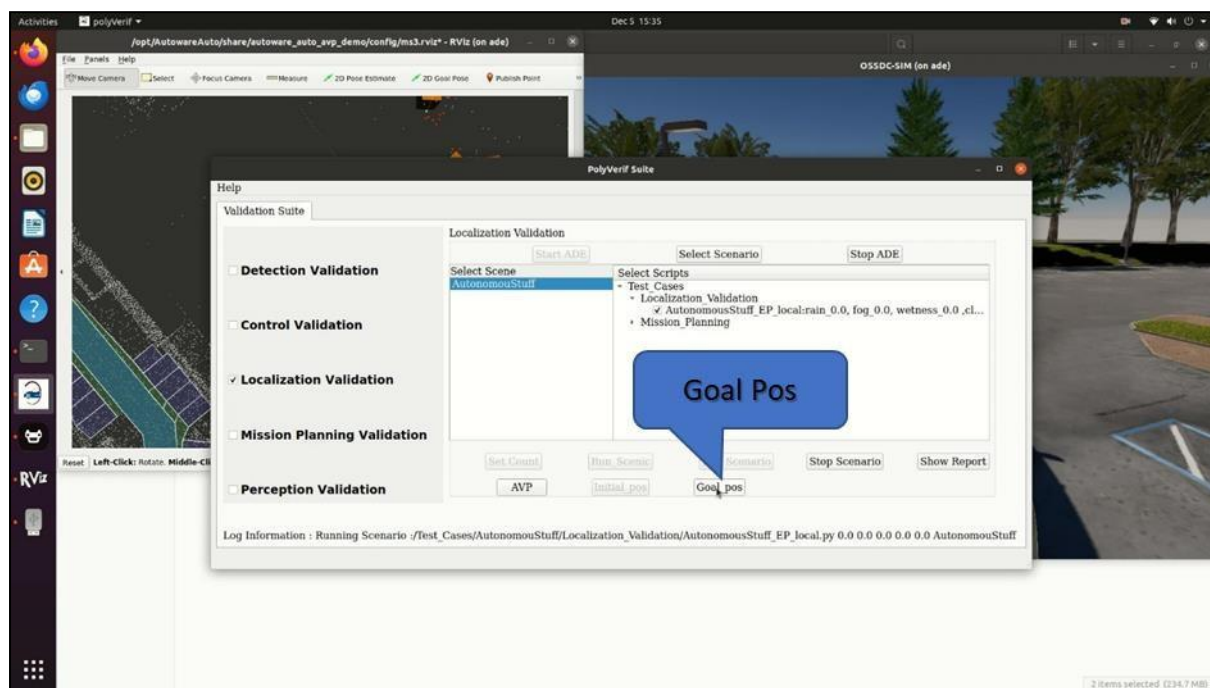 Activities
polyVerif
Dec 5 15:35
/opt/AutowareAuto/share/autoware_auto_avp_demo/config/ms3.rviz* - RViz (on ade)
File Panels Help
Move Camera Select Focus Camera Measure 2D Pose Estimate 2D Goal Pose Publish Point
OSSDC-SIM (on ade)
PolyVerif Suite
Help
Validation Suite
Localization Validation
Start ADE Select Scenario Stop ADE
Detection Validation
Control Validation
Localization Validation
Mission Planning Validation
Perception Validation
Select Scene
AutonomouStuff
Select Scripts
Test_Cases
Localization_Validation
AutonomousStuff_EP_local:rain_0.0, fog_0.0, wetness_0.0 ,cl...
Mission_Planning
Goal Pos
Set Count Run_Scenic Scenario Stop Scenario Show Report
AVP Initial_pos Goal_pos
Reset Left-Click: Rotate. Middle-Cli
RViz
Log Information : Running Scenario :/Test_Cases/AutonomouStuff/Localization_Validation/AutonomousStuff_EP_local.py 0.0 0.0 0.0 0.0 0.0 AutonomouStuff
2 items selected (234.7 MB)